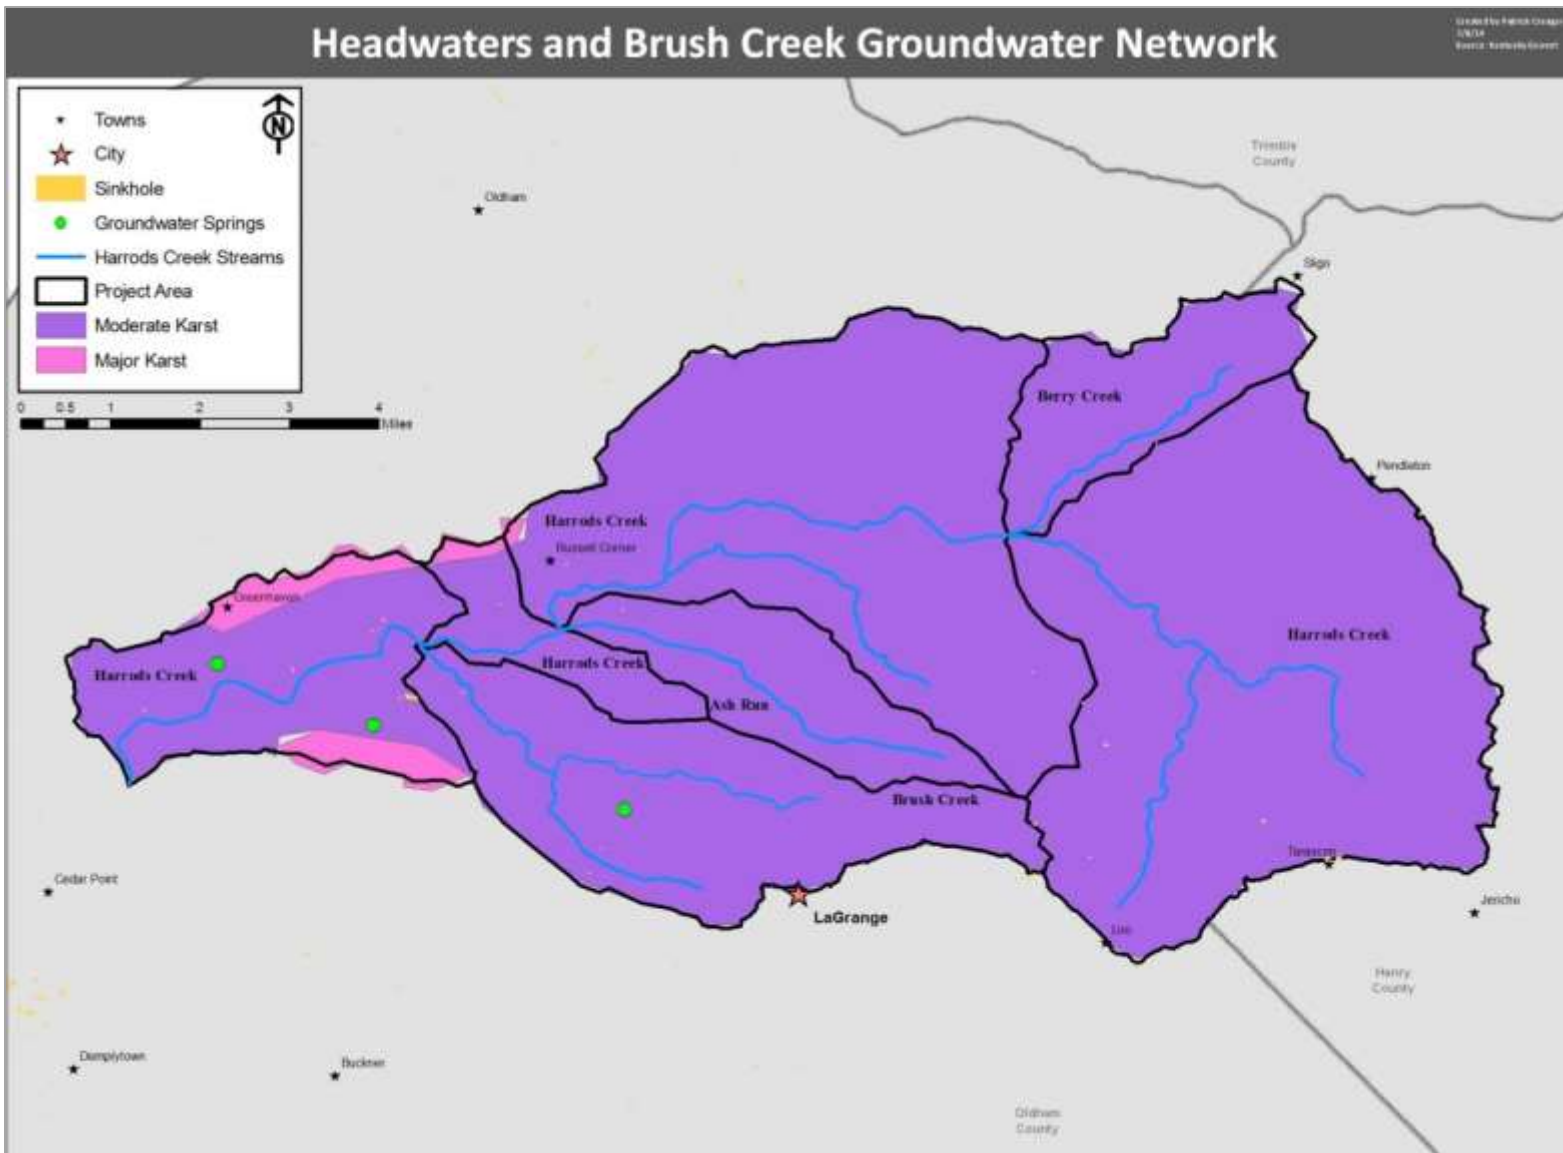 Headwaters and Brush Creek Groundwater Network
Towns
City
Sinkhole
Groundwater Springs
Harrods Creek Streams
Project Area
Moderate Karst
Major Karst
N
0 0.5 1 2 3 4
Miles
Trimble
County
Oldham
Sligo
Berry Creek
Pendleton
Harrods Creek
Russell Corner
Harrods Creek
Harrods Creek
Harrods Creek
Ash Run
Brush Creek
Cedar Point
LaGrange
Jericho
Henry
County
Buckner
Oldham
County